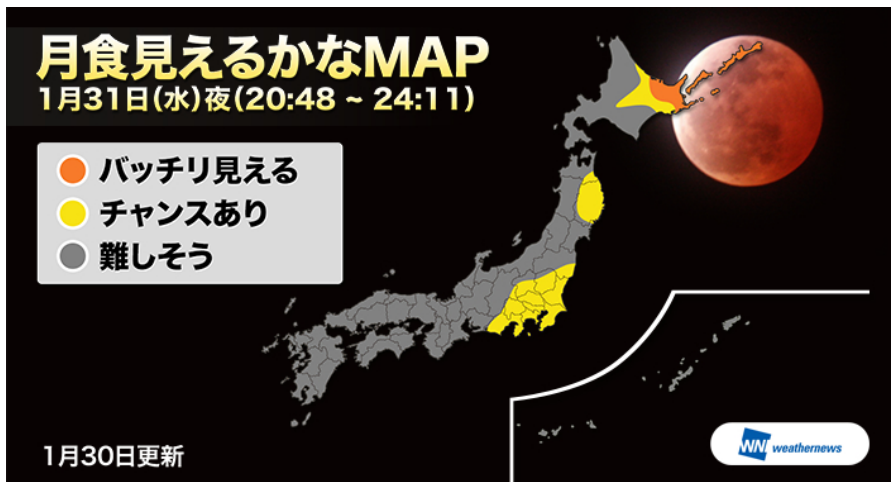 月食見えるかなMAP
1月31日(水)夜(20:48 ~ 24:11)
バッチリ見える
チャンスあり
難しそう
1月30日更新
WNI weathernews